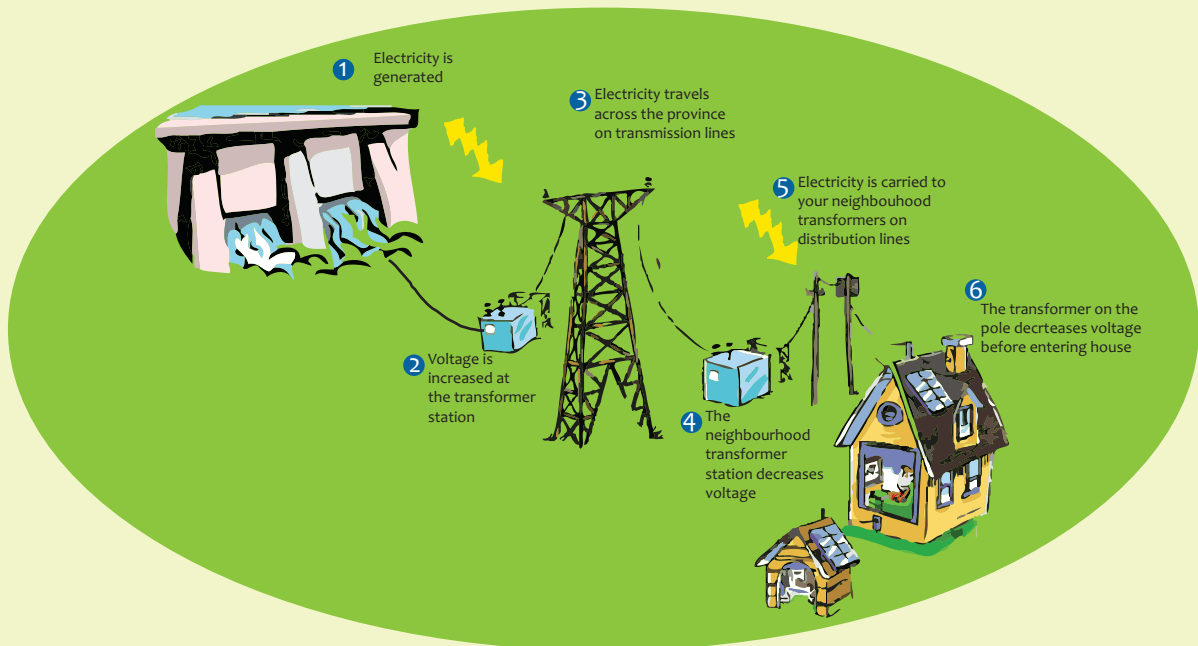 1
Electricity is
generated
2
Voltage is
increased at
the transformer
station
3
Electricity travels
across the province
on transmission lines
4
The
neighbourhood
transformer
station decreases
voltage
5
Electricity is carried to
your neighbouhood
transformers on
distribution lines
6
The transformer on the
pole decrteases voltage
before entering house